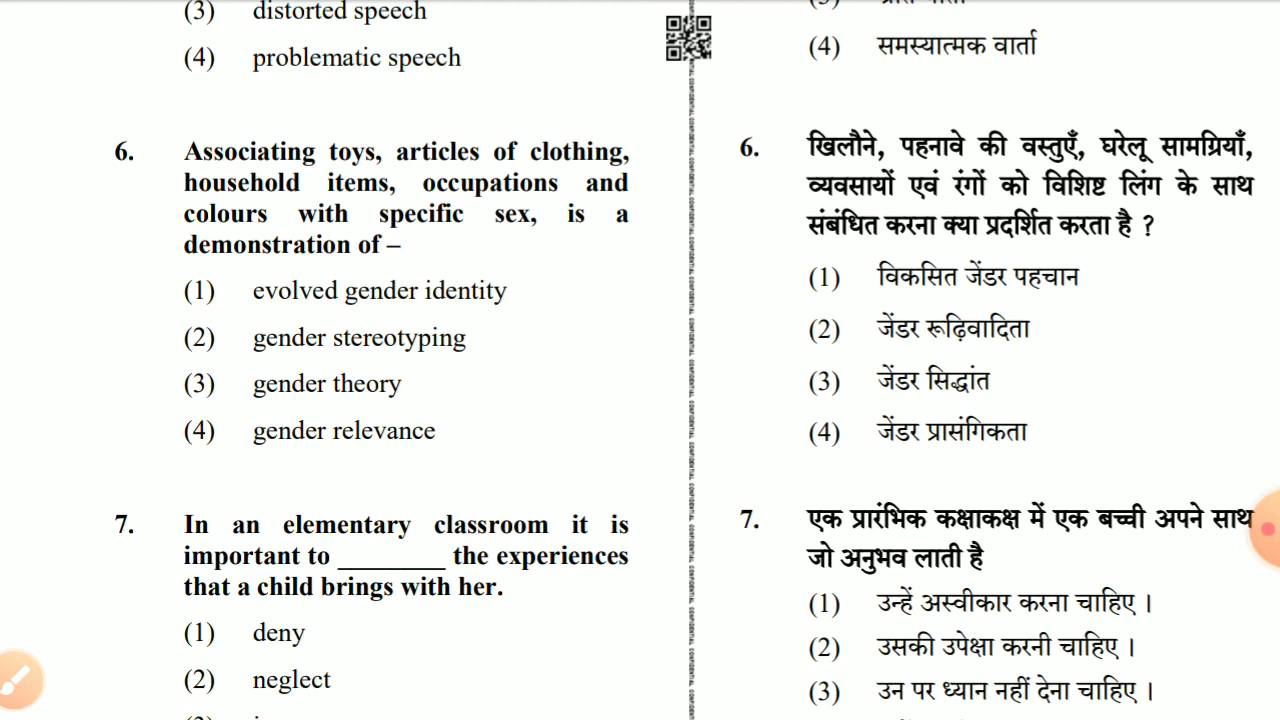 (3) distorted speech
(4) problematic speech
6. Associating toys, articles of clothing,
household items, occupations and
colours with specific sex, is a
demonstration of –
(1) evolved gender identity
(2) gender stereotyping
(3) gender theory
(4) gender relevance
7. In an elementary classroom it is
important to ________ the experiences
that a child brings with her.
(1) deny
(2) neglect
(4) समस्यात्मक वार्ता
6. खिलौने, पहनावे की वस्तुएँ, घरेलू सामग्रियाँ,
व्यवसायों एवं रंगों को विशिष्ट लिंग के साथ
संबंधित करना क्या प्रदर्शित करता है ?
(1) विकसित जेंडर पहचान
(2) जेंडर रूढ़िवादिता
(3) जेंडर सिद्धांत
(4) जेंडर प्रासंगिकता
7. एक प्रारंभिक कक्षाकक्ष में एक बच्ची अपने साथ
जो अनुभव लाती है
(1) उन्हें अस्वीकार करना चाहिए ।
(2) उसकी उपेक्षा करनी चाहिए ।
(3) उन पर ध्यान नहीं देना चाहिए ।